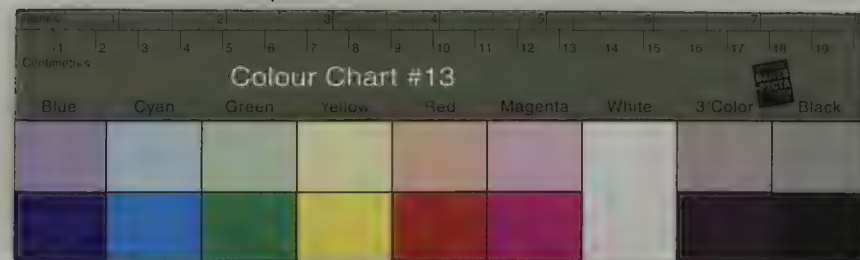 Inches 1 2 3 4 5 6 7
1 2 3 4 5 6 7 8 9 10 11 12 13 14 15 16 17 18 19
Centimetres
Colour Chart #13
DANES PICTA
Blue Cyan Green Yellow Red Magenta White 3/Color Black